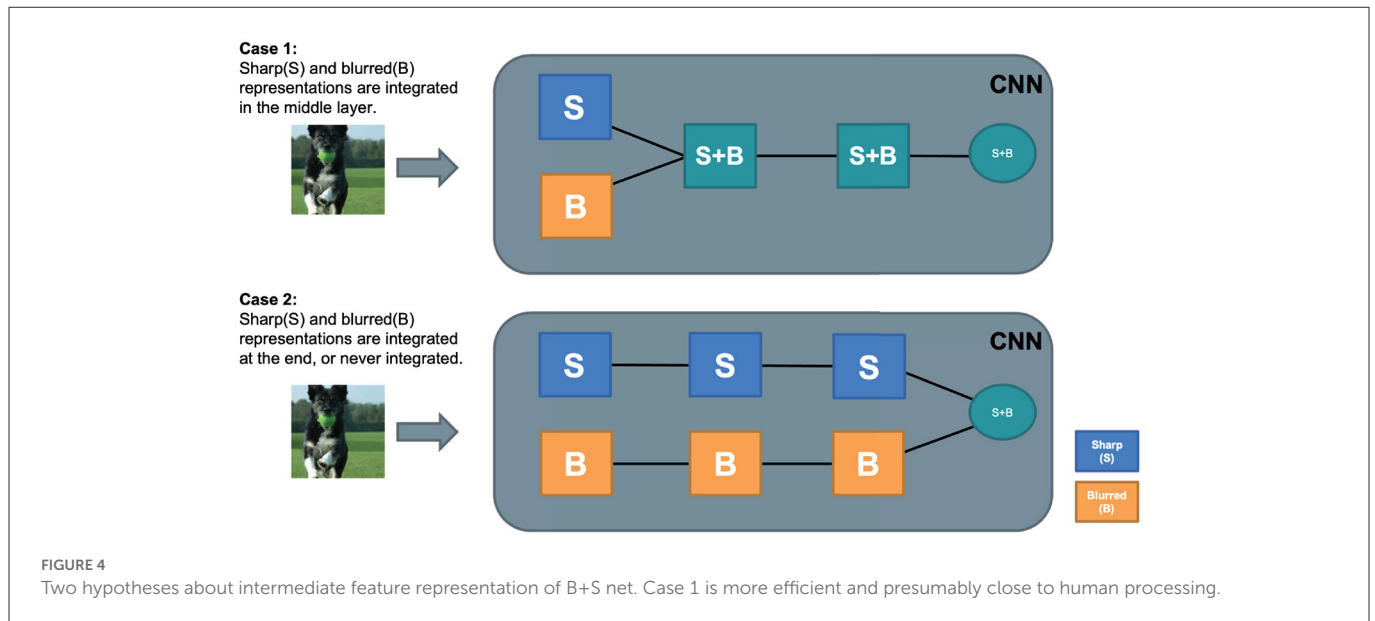 Case 1:
Sharp(S) and blurred(B)
representations are integrated
in the middle layer.
CNN
S
B
S+B
S+B
S+B
Case 2:
Sharp(S) and blurred(B)
representations are integrated
at the end, or never integrated.
CNN
S
S
S
B
B
B
S+B
Sharp
(S)
Blurred
(B)
FIGURE 4
Two hypotheses about intermediate feature representation of B+S net. Case 1 is more efficient and presumably close to human processing.